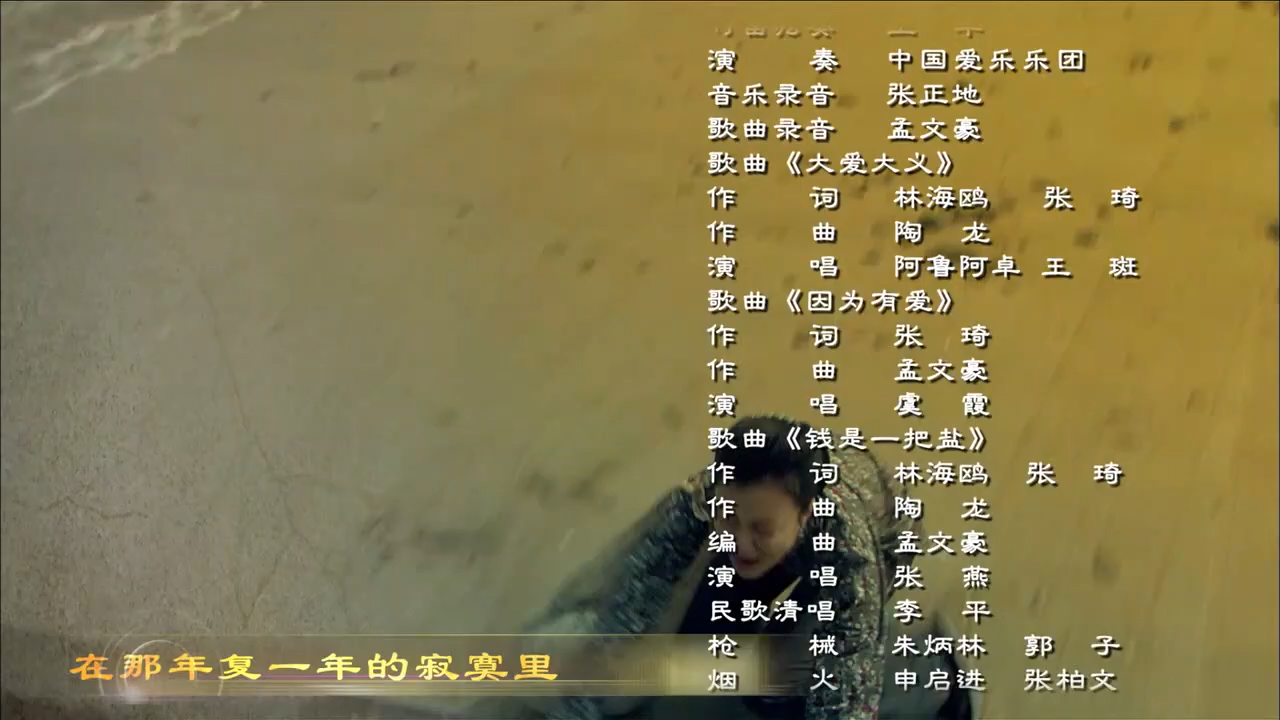 演 奏 中国爱乐乐团
音乐录音 张正地
歌曲录音 孟文豪
歌曲《大爱大义》
作 词 林海鸥 张 琦
作 曲 陶 龙
演 唱 阿鲁阿卓 王 斑
歌曲《因为有爱》
作 词 张 琦
作 曲 孟文豪
演 唱 虞 霞
歌曲《钱是一把盐》
作 词 林海鸥 张 琦
作 曲 陶 龙
编 曲 孟文豪
演 唱 张 燕
民歌清唱 李 平
枪 械 朱炳林 郭 子
烟 火 申启进 张柏文
在那年复一年的寂寞里